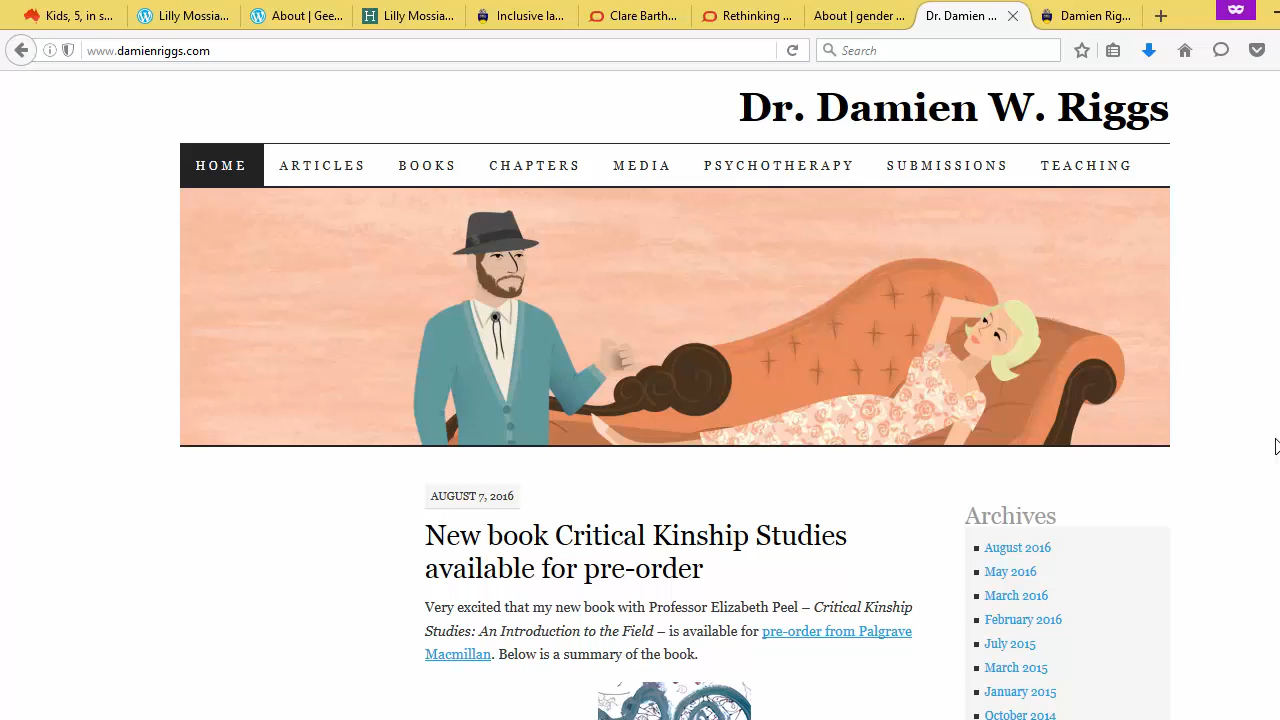 Kids, 5, in s...
Lilly Mossia...
About | Gee...
Lilly Mossia...
Inclusive la...
Clare Barth...
Rethinking ...
About | gender ...
Dr. Damien ...
Damien Rig...
www.damienriggs.com
Search
Dr. Damien W. Riggs
HOME ARTICLES BOOKS CHAPTERS MEDIA PSYCHOTHERAPY SUBMISSIONS TEACHING
AUGUST 7, 2016
New book Critical Kinship Studies
available for pre-order
Very excited that my new book with Professor Elizabeth Peel – Critical Kinship
Studies: An Introduction to the Field – is available for pre-order from Palgrave
Macmillan. Below is a summary of the book.
Archives
August 2016
May 2016
March 2016
February 2016
July 2015
March 2015
January 2015
October 2014